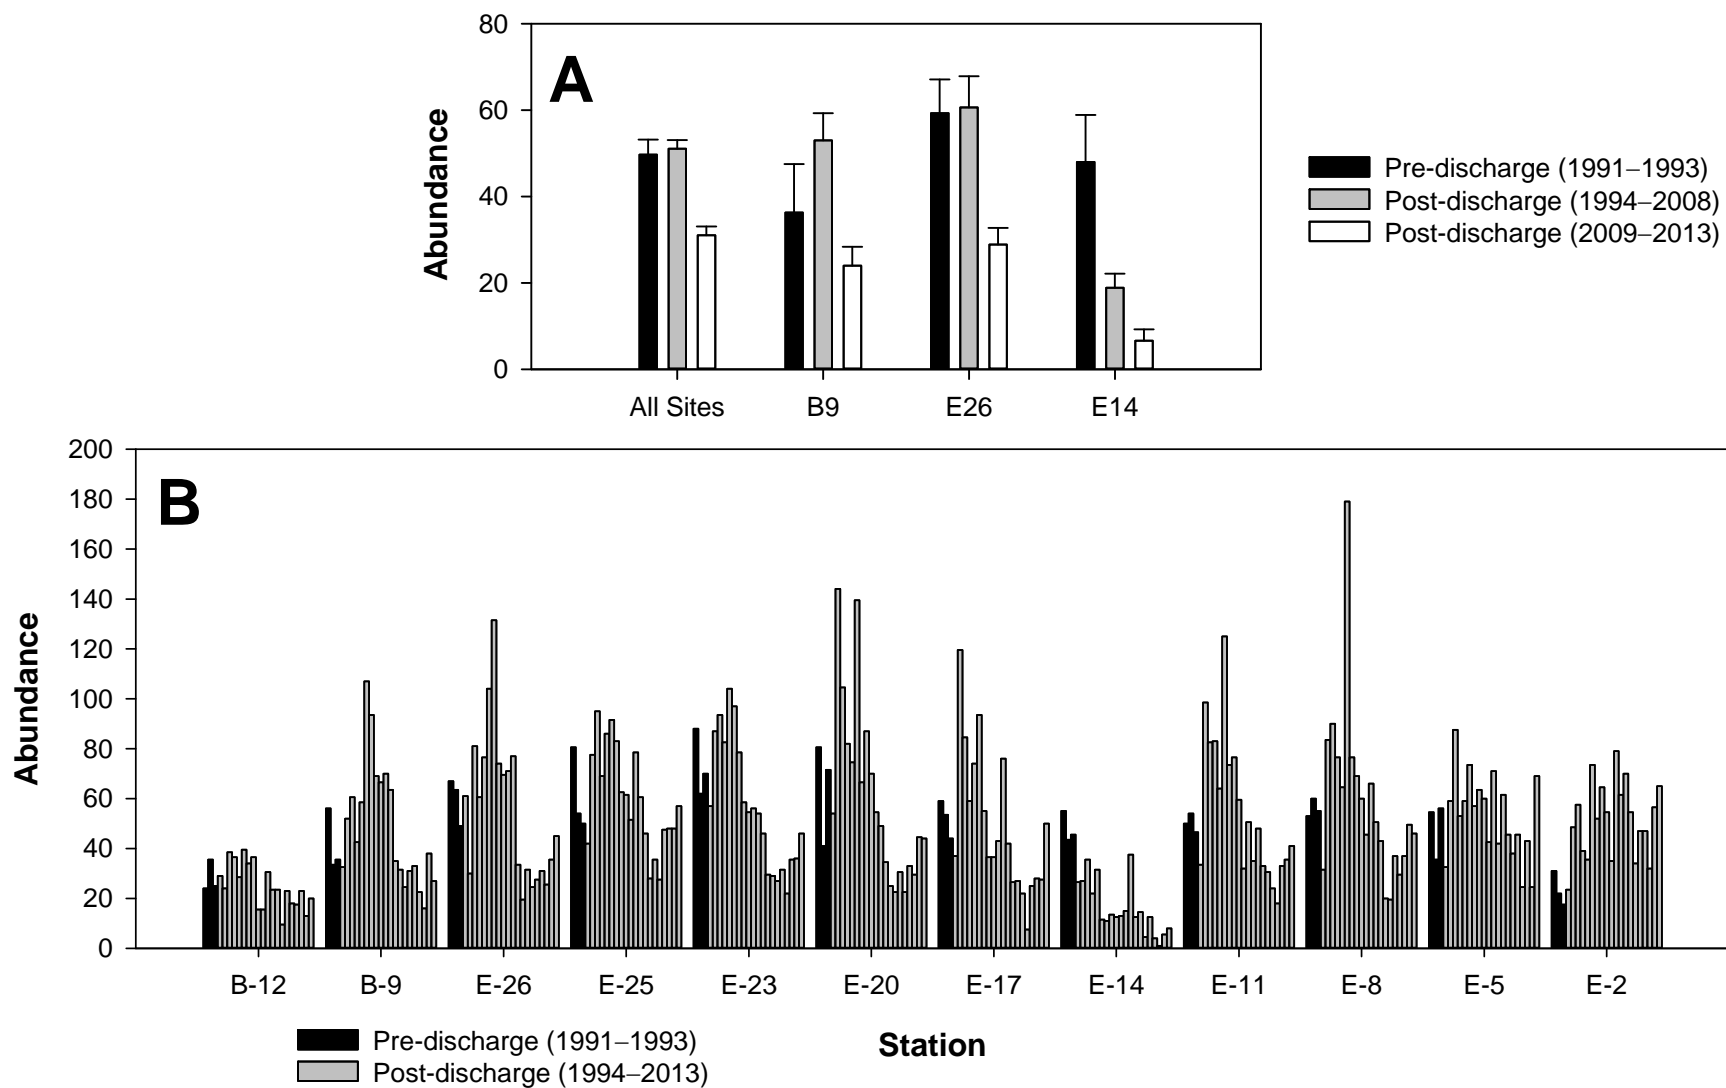 A
Abundance
80
60
40
20
0
All Sites B9 E26 E14
Pre-discharge (1991–1993)
Post-discharge (1994–2008)
Post-discharge (2009–2013)
B
Abundance
200
180
160
140
120
100
80
60
40
20
0
B-12 B-9 E-26 E-25 E-23 E-20 E-17 E-14 E-11 E-8 E-5 E-2
Station
Pre-discharge (1991–1993)
Post-discharge (1994–2013)